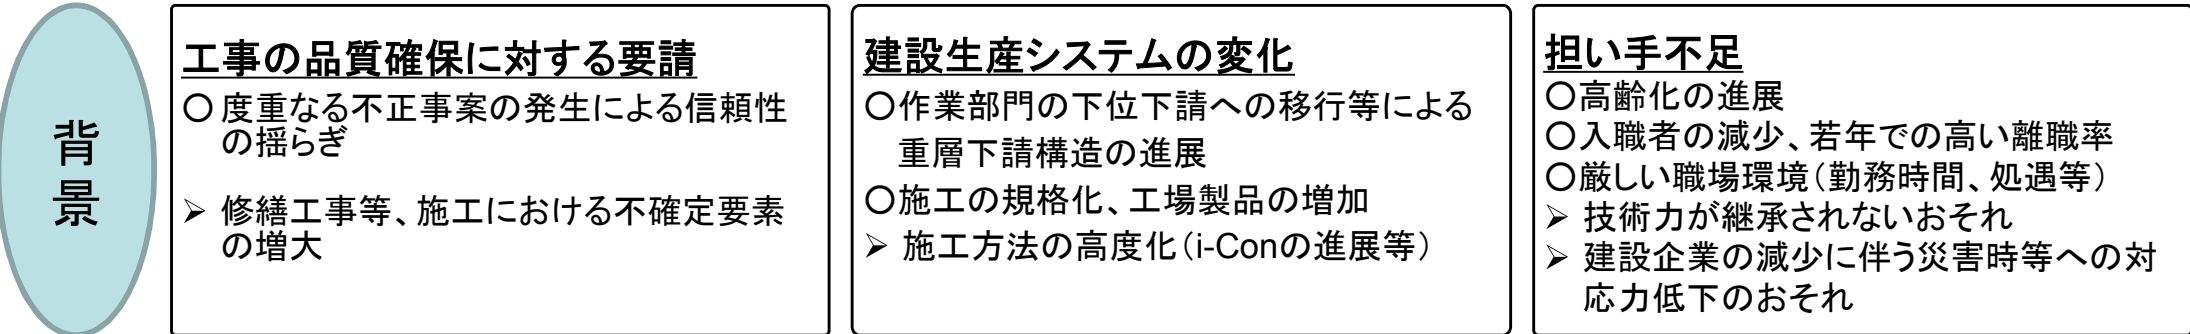 背景
工事の品質確保に対する要請
〇 度重なる不正事案の発生による信頼性
の揺らぎ
➢ 修繕工事等、施工における不確定要素
の増大
建設生産システムの変化
〇作業部門の下位下請への移行等による
重層下請構造の進展
〇施工の規格化、工場製品の増加
➢ 施工方法の高度化（i-Conの進展等）
担い手不足
〇高齢化の進展
〇入職者の減少、若年での高い離職率
〇厳しい職場環境（勤務時間、処遇等）
➢ 技術力が継承されないおそれ
➢ 建設企業の減少に伴う災害時等への対
応力低下のおそれ